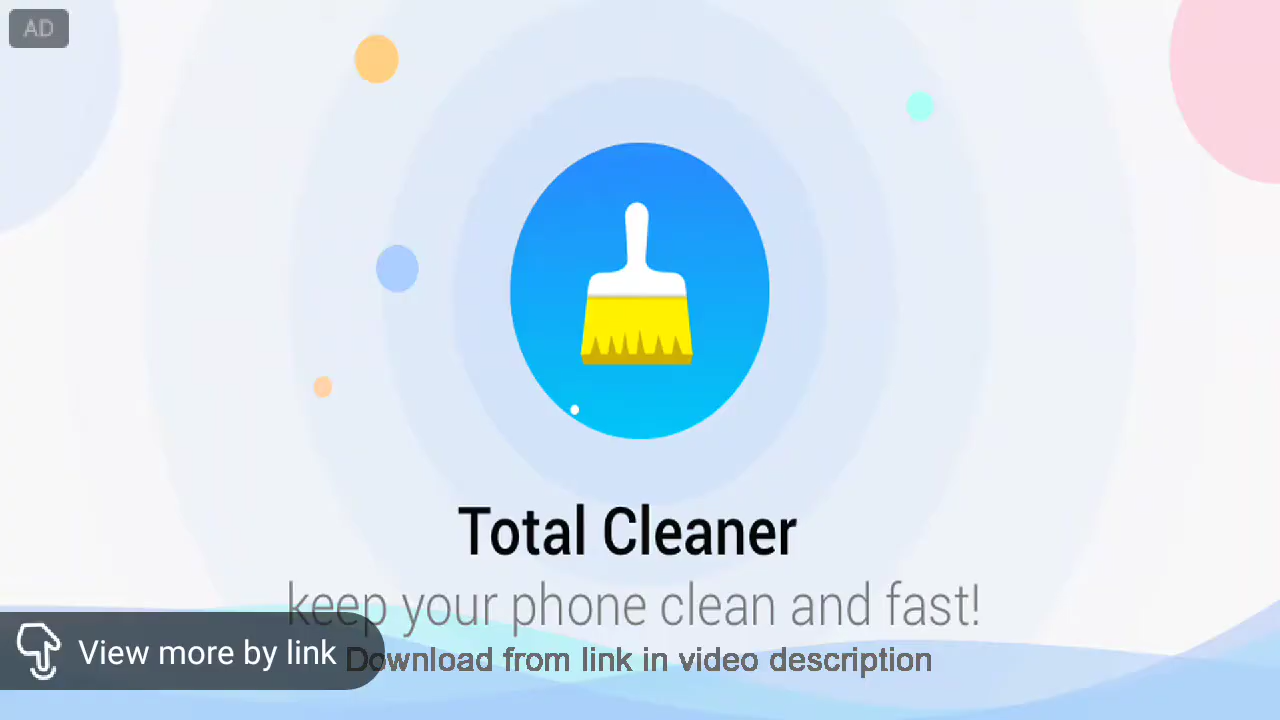 AD
Total Cleaner
keep your phone clean and fast!
View more by link
Download from link in video description